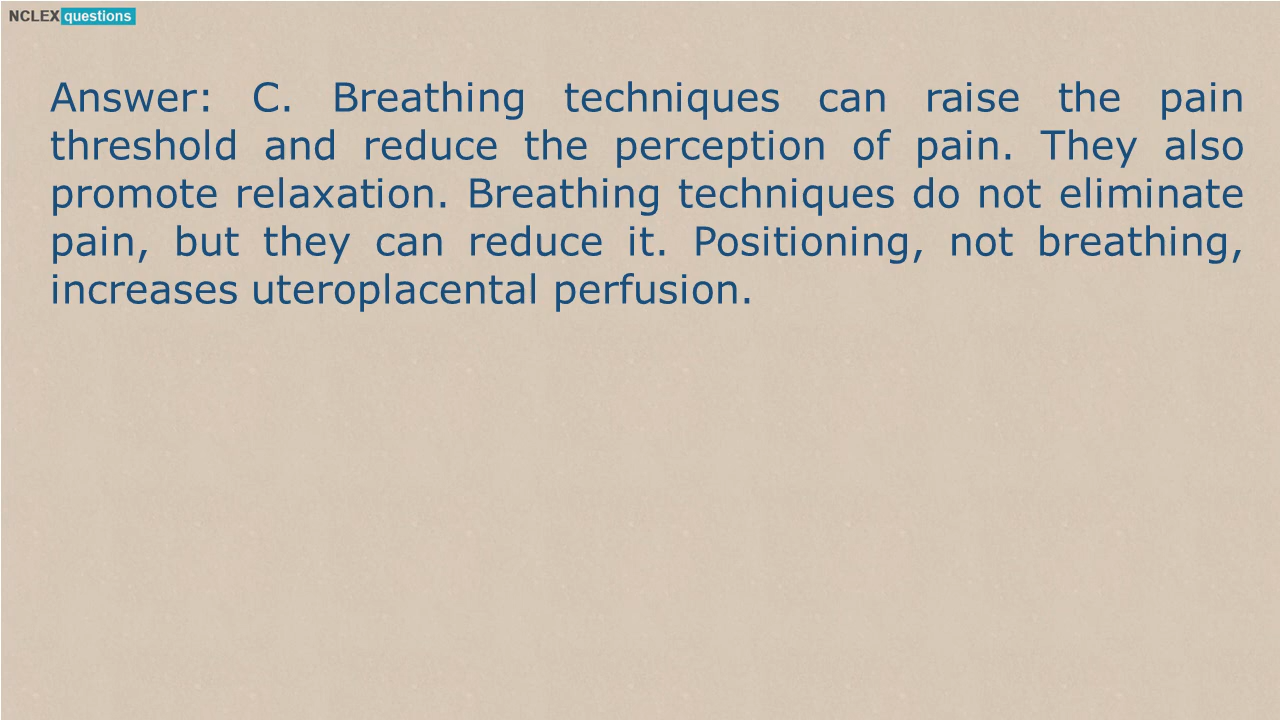 NCLEX questions
Answer: C. Breathing techniques can raise the pain
threshold and reduce the perception of pain. They also
promote relaxation. Breathing techniques do not eliminate
pain, but they can reduce it. Positioning, not breathing,
increases uteroplacental perfusion.